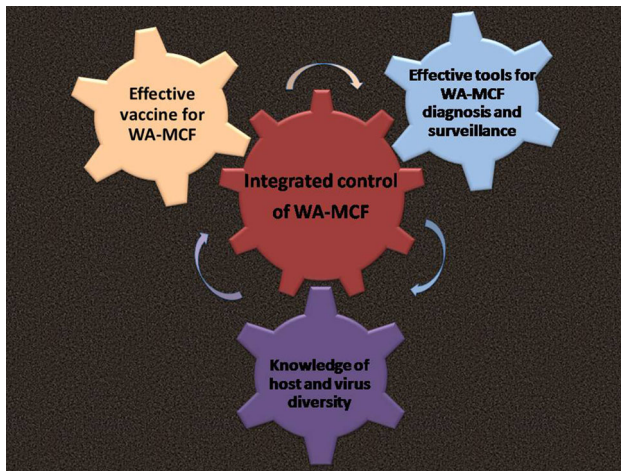 Effective
vaccine for
WA-MCF
Effective tools for
WA-MCF
diagnosis and
surveillance
Integrated control
of WA-MCF
Knowledge of
host and virus
diversity